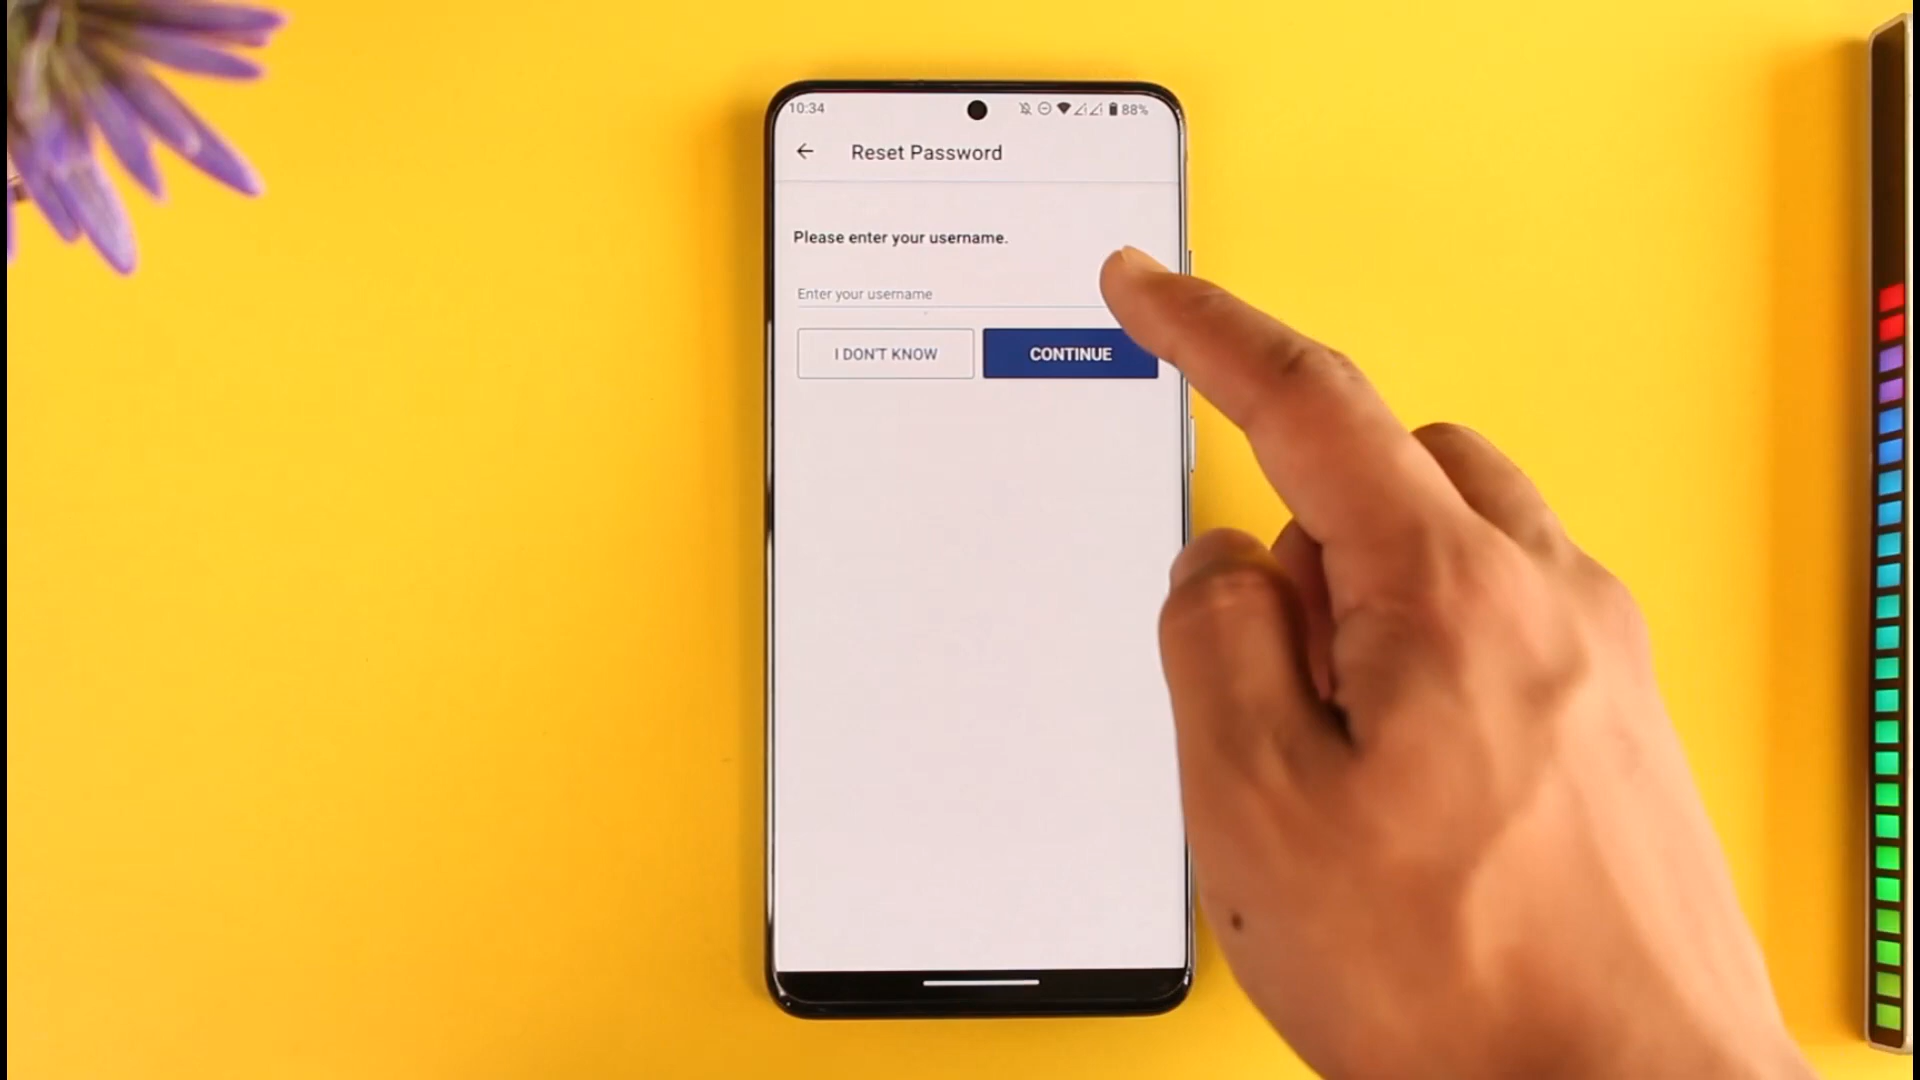 10:34
88%
Reset Password
Please enter your username.
Enter your username
I DON'T KNOW
CONTINUE